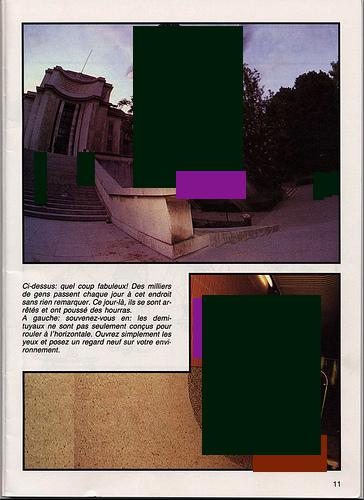 Ci-dessus: quel coup fabuleux! Des milliers
de gens passent chaque jour à cet endroit
sans rien remarquer. Ce jour-là, ils se sont ar-
rêtés et ont poussé des hourras.
A gauche: souvenez-vous en: les demi-
tuyaux ne sont pas seulement conçus pour
rouler à l'horizontale. Ouvrez simplement les
yeux et posez un regard neuf sur votre envi-
ronnement.
11